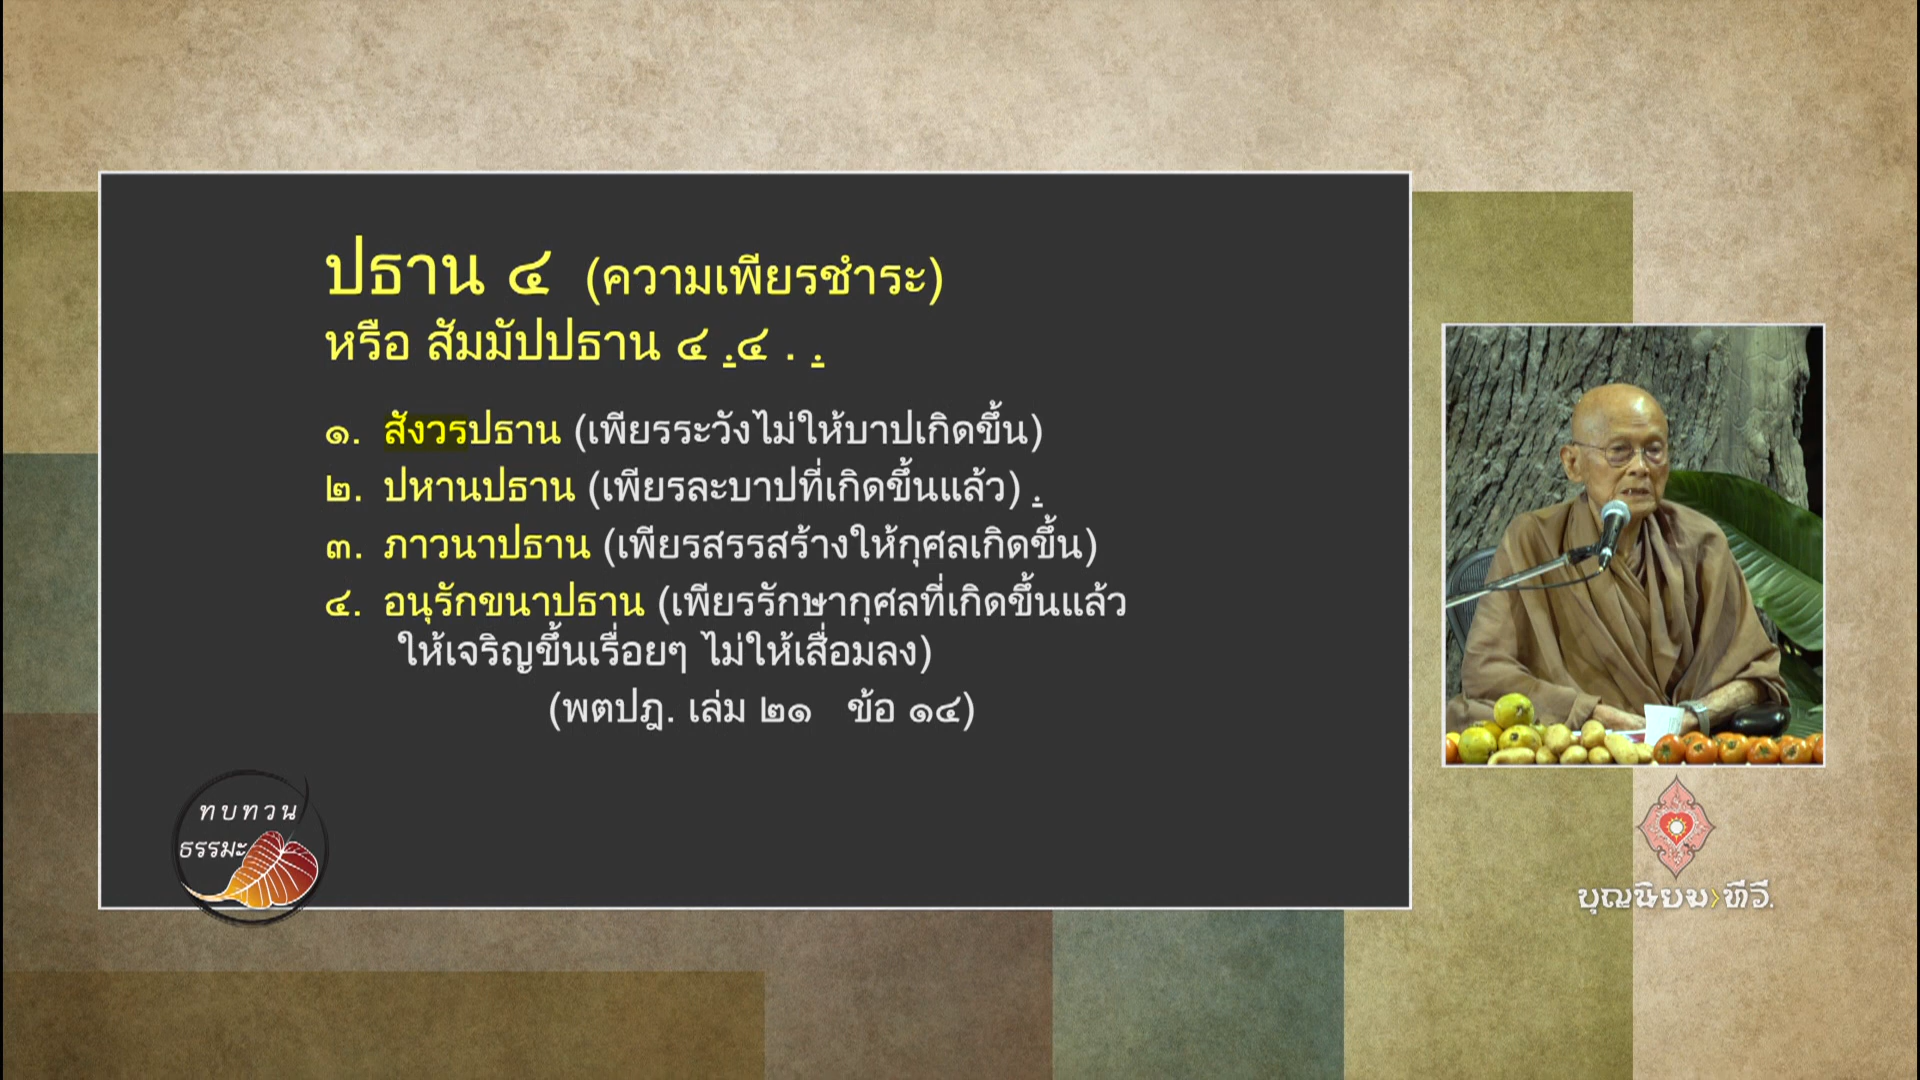 ปธาน ๔ (ความเพียรชำระ)
หรือ สัมมัปปธาน ๔ .๔ . .
๑. สังวรปธาน (เพียรระวังไม่ให้บาปเกิดขึ้น)
๒. ปหานปธาน (เพียรละบาปที่เกิดขึ้นแล้ว) .
๓. ภาวนาปธาน (เพียรสรรสร้างให้กุศลเกิดขึ้น)
๔. อนุรักขนาปธาน (เพียรรักษากุศลที่เกิดขึ้นแล้ว
ให้เจริญขึ้นเรื่อยๆ ไม่ให้เสื่อมลง)
(พตปฎ. เล่ม ๒๑ ข้อ ๑๔)
ทบทวน
ธรรมะ
บุญนิยม>ทีวี.